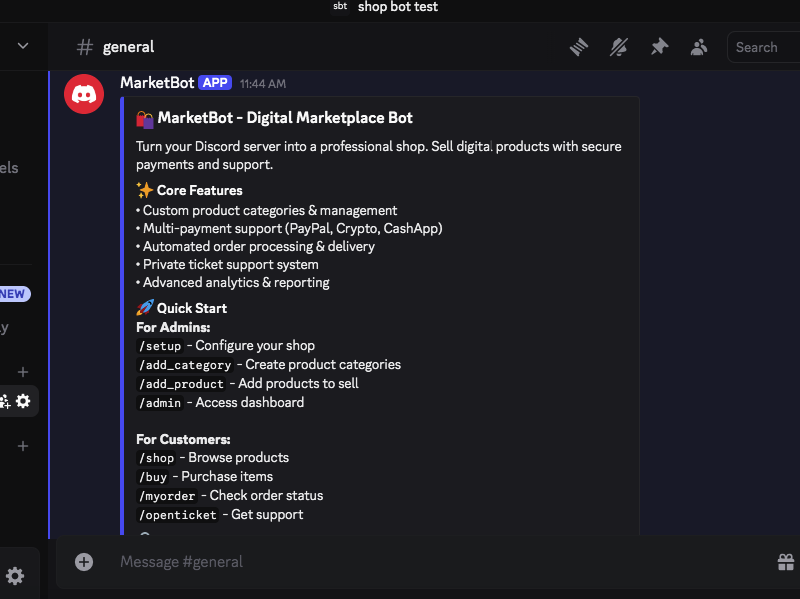 sbt shop bot test
# general
Search
MarketBot APP 11:44 AM
MarketBot - Digital Marketplace Bot
Turn your Discord server into a professional shop. Sell digital products with secure
payments and support.
Core Features
• Custom product categories & management
• Multi-payment support (PayPal, Crypto, CashApp)
• Automated order processing & delivery
• Private ticket support system
• Advanced analytics & reporting
Quick Start
For Admins:
/setup - Configure your shop
/add_category - Create product categories
/add_product - Add products to sell
/admin - Access dashboard
For Customers:
/shop - Browse products
/buy - Purchase items
/myorder - Check order status
/openticket - Get support
els
NEW
y
Message #general